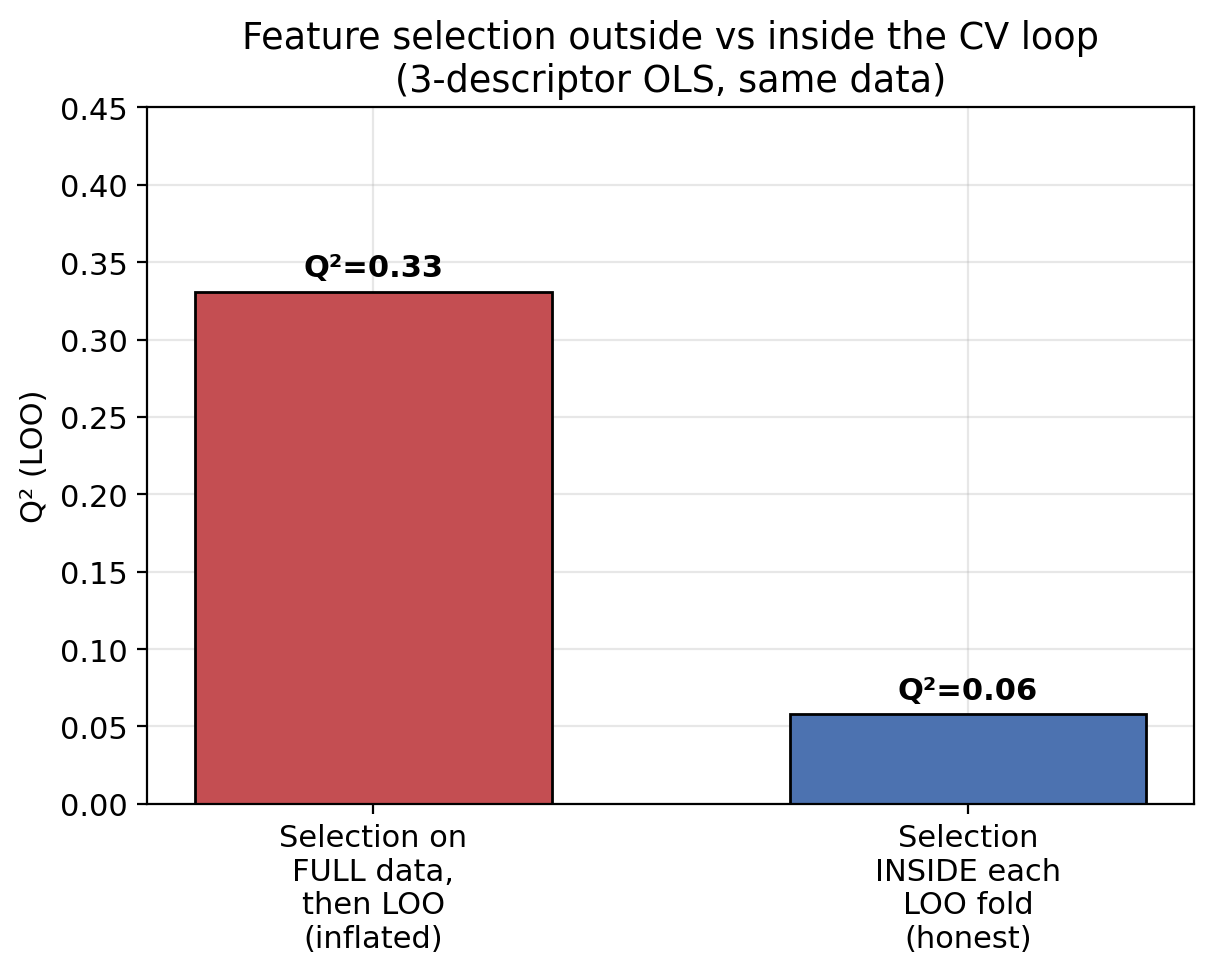 Feature selection outside vs inside the CV loop
(3-descriptor OLS, same data)
0.45
0.40
0.35
0.30
0.25
0.20
0.15
0.10
0.05
0.00
Q² (LOO)
Q²=0.33
Q²=0.06
Selection on
FULL data,
then LOO
(inflated)
Selection
INSIDE each
LOO fold
(honest)